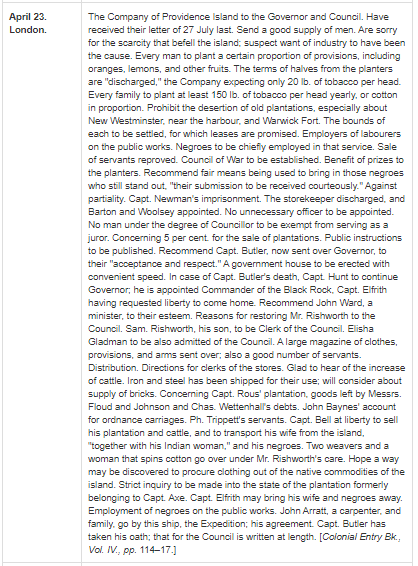 April 23.
London.
The Company of Providence Island to the Governor and Council. Have
received their letter of 27 July last. Send a good supply of men. Are sorry
for the scarcity that befell the island; suspect want of industry to have been
the cause. Every man to plant a certain proportion of provisions, including
oranges, lemons, and other fruits. The terms of halves from the planters
are "discharged," the Company expecting only 20 lb. of tobacco per head.
Every family to plant at least 150 lb. of tobacco per head yearly, or cotton
in proportion. Prohibit the desertion of old plantations, especially about
New Westminster, near the harbour, and Warwick Fort. The bounds of
each to be settled, for which leases are promised. Employers of labourers
on the public works. Negroes to be chiefly employed in that service. Sale
of servants reproved. Council of War to be established. Benefit of prizes to
the planters. Recommend fair means being used to bring in those negroes
who still stand out, "their submission to be received courteously." Against
partiality. Capt. Newman's imprisonment. The storekeeper discharged, and
Barton and Woolsey appointed. No unnecessary officer to be appointed.
No man under the degree of Councillor to be exempt from serving as a
juror. Concerning 5 per cent. for the sale of plantations. Public instructions
to be published. Recommend Capt. Butler, now sent over Governor, to
their "acceptance and respect." A government house to be erected with
convenient speed. In case of Capt. Butler's death, Capt. Hunt to continue
Governor; he is appointed Commander of the Black Rock, Capt. Elfrith
having requested liberty to come home. Recommend John Ward, a
minister, to their esteem. Reasons for restoring Mr. Rishworth to the
Council. Sam. Rishworth, his son, to be Clerk of the Council. Elisha
Gladman to be also admitted of the Council. A large magazine of clothes,
provisions, and arms sent over; also a good number of servants.
Distribution. Directions for clerks of the stores. Glad to hear of the increase
of cattle. Iron and steel has been shipped for their use; will consider about
supply of bricks. Concerning Capt. Rous' plantation, goods left by Messrs.
Floud and Johnson and Chas. Wettenhall's debts. John Baynes' account
for ordnance carriages. Ph. Trippett's servants. Capt. Bell at liberty to sell
his plantation and cattle, and to transport his wife from the island,
"together with his Indian woman," and his negroes. Two weavers and a
woman that spins cotton go over under Mr. Rishworth's care. Hope a way
may be discovered to procure clothing out of the native commodities of the
island. Strict inquiry to be made into the state of the plantation formerly
belonging to Capt. Axe. Capt. Elfrith may bring his wife and negroes away.
Employment of negroes on the public works. John Arratt, a carpenter, and
family, go by this ship, the Expedition; his agreement. Capt. Butler has
taken his oath; that for the Council is written at length. [Colonial Entry Bk.,
Vol. IV., pp. 114–17.]